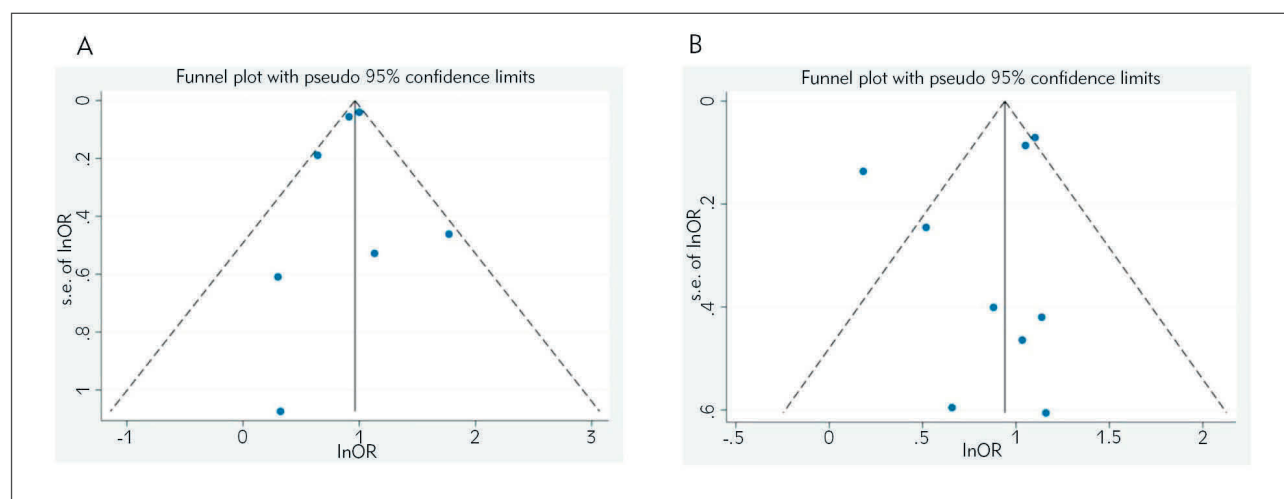 A
Funnel plot with pseudo 95% confidence limits
s.e. of lnOR
0
.2
.4
.6
.8
1
-1
0
1
2
3
lnOR
B
Funnel plot with pseudo 95% confidence limits
s.e. of lnOR
0
.2
.4
.6
-.5
0
.5
1
1.5
2
lnOR